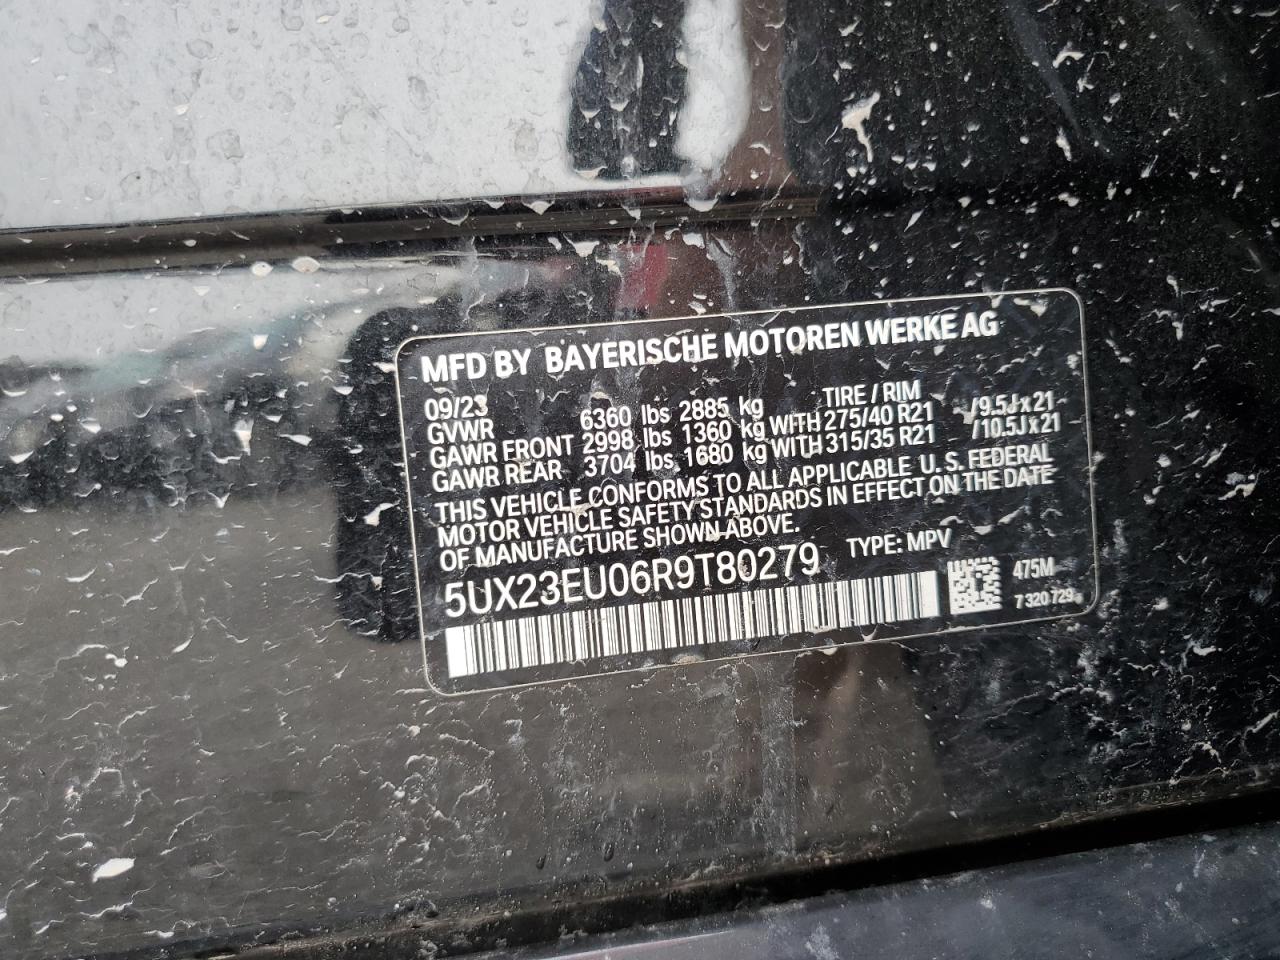 MFD BY BAYERISCHE MOTOREN WERKE AG
09/23 TIRE / RIM
GVWR 6360 lbs 2885 kg
GAWR FRONT 2998 lbs 1360 kg WITH 275/40 R21 /9.5Jx21
GAWR REAR 3704 lbs 1680 kg WITH 315/35 R21 /10.5Jx21
THIS VEHICLE CONFORMS TO ALL APPLICABLE U.S. FEDERAL
MOTOR VEHICLE SAFETY STANDARDS IN EFFECT ON THE DATE
OF MANUFACTURE SHOWN ABOVE.
5UX23EU06R9T80279 TYPE: MPV
475M
7 320 729